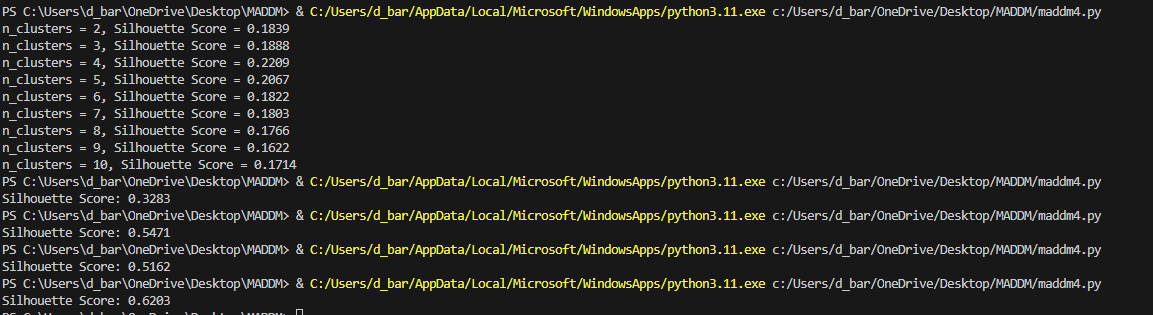 PS C:\Users\d_bar\OneDrive\Desktop\MADDM> & C:/Users/d_bar/AppData/Local/Microsoft/WindowsApps/python3.11.exe c:/Users/d_bar/OneDrive/Desktop/MADDM/maddm4.py
n_clusters = 2, Silhouette Score = 0.1839
n_clusters = 3, Silhouette Score = 0.1888
n_clusters = 4, Silhouette Score = 0.2209
n_clusters = 5, Silhouette Score = 0.2067
n_clusters = 6, Silhouette Score = 0.1822
n_clusters = 7, Silhouette Score = 0.1803
n_clusters = 8, Silhouette Score = 0.1766
n_clusters = 9, Silhouette Score = 0.1622
n_clusters = 10, Silhouette Score = 0.1714
PS C:\Users\d_bar\OneDrive\Desktop\MADDM> & C:/Users/d_bar/AppData/Local/Microsoft/WindowsApps/python3.11.exe c:/Users/d_bar/OneDrive/Desktop/MADDM/maddm4.py
Silhouette Score: 0.3283
PS C:\Users\d_bar\OneDrive\Desktop\MADDM> & C:/Users/d_bar/AppData/Local/Microsoft/WindowsApps/python3.11.exe c:/Users/d_bar/OneDrive/Desktop/MADDM/maddm4.py
Silhouette Score: 0.5471
PS C:\Users\d_bar\OneDrive\Desktop\MADDM> & C:/Users/d_bar/AppData/Local/Microsoft/WindowsApps/python3.11.exe c:/Users/d_bar/OneDrive/Desktop/MADDM/maddm4.py
Silhouette Score: 0.5162
PS C:\Users\d_bar\OneDrive\Desktop\MADDM> & C:/Users/d_bar/AppData/Local/Microsoft/WindowsApps/python3.11.exe c:/Users/d_bar/OneDrive/Desktop/MADDM/maddm4.py
Silhouette Score: 0.6203
PS C:\Users\d_bar\OneDrive\Desktop\MADDM>